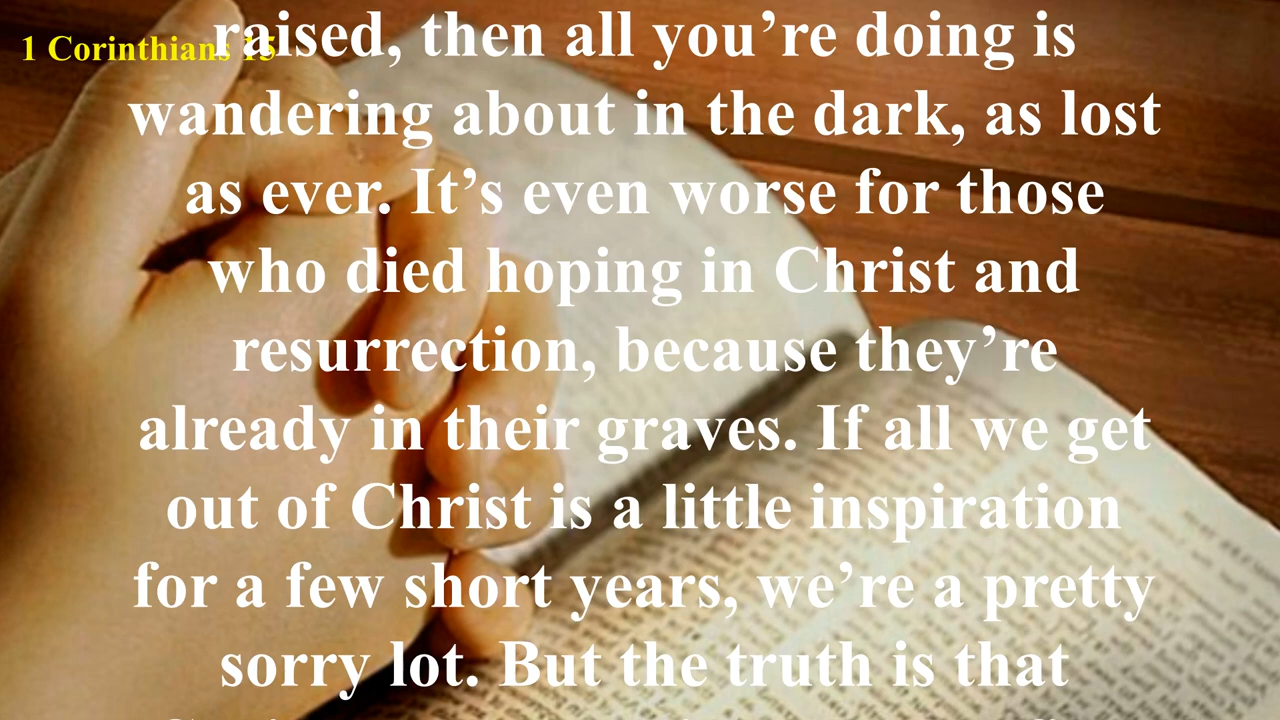 1 Corinthians 15
raised, then all you’re doing is
wandering about in the dark, as lost
as ever. It’s even worse for those
who died hoping in Christ and
resurrection, because they’re
already in their graves. If all we get
out of Christ is a little inspiration
for a few short years, we’re a pretty
sorry lot. But the truth is that